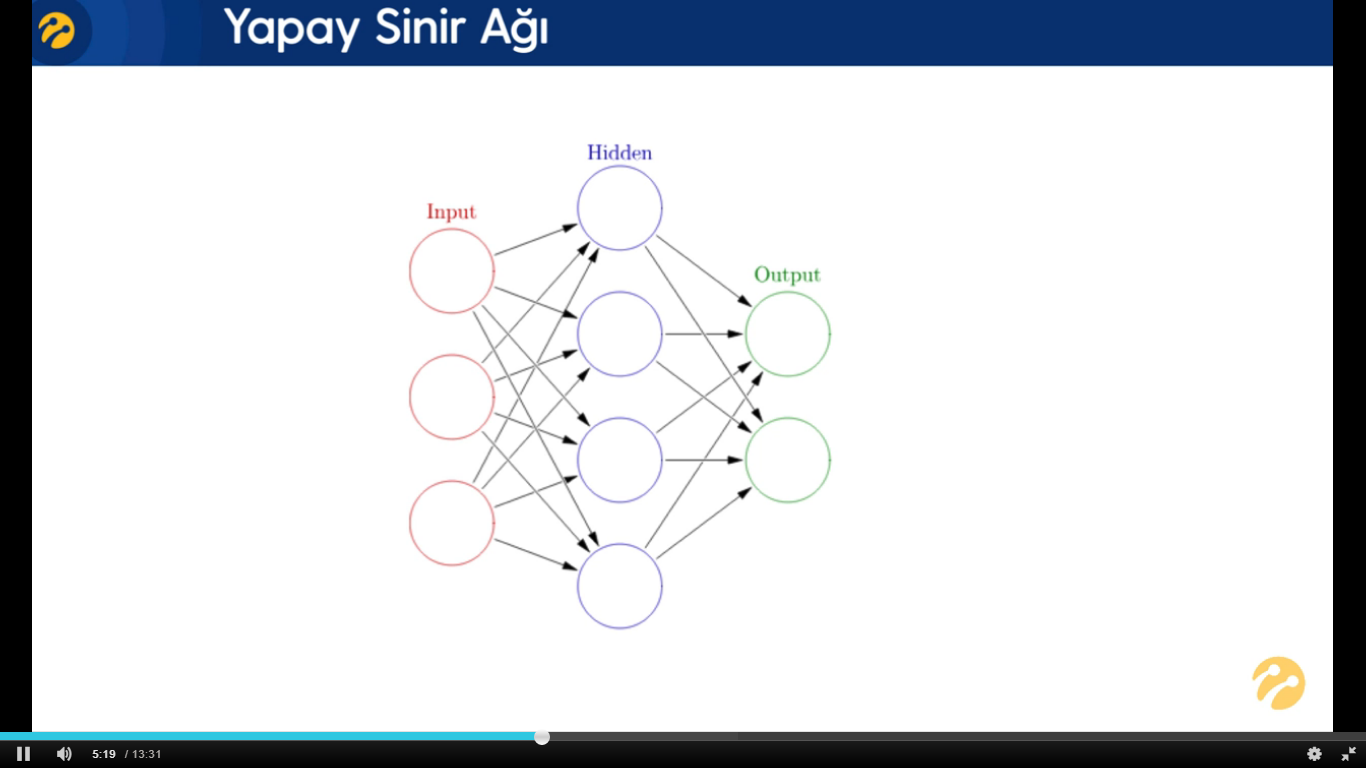 Yapay Sinir Ağı
Hidden
Input
Output
5:19 / 13:31